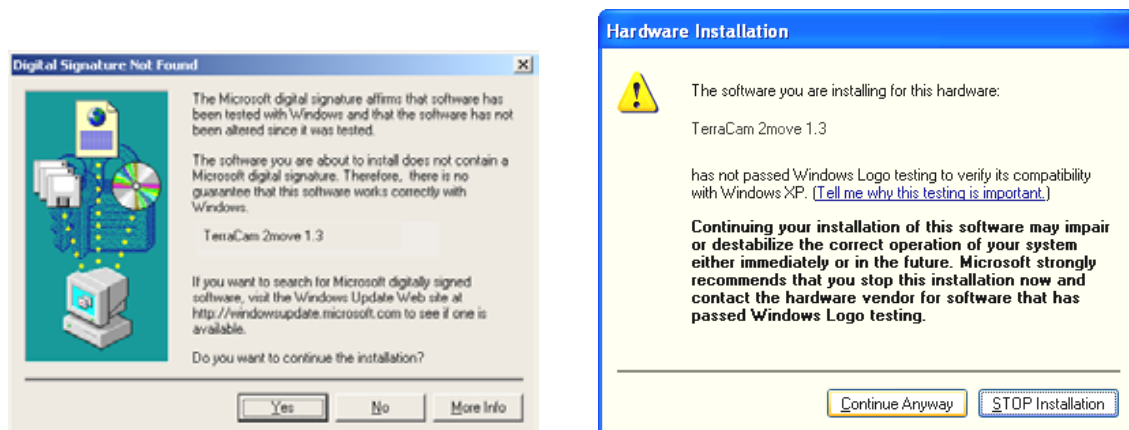 Digital Signature Not Found
The Microsoft digital signature affirms that software has
been tested with Windows and that the software has not
been altered since it was tested.
The software you are about to install does not contain a
Microsoft digital signature. Therefore, there is no
guarantee that this software works correctly with
Windows.
TerraCam 2move 1.3
If you want to search for Microsoft digitally signed
software, visit the Windows Update Web site at
http://windowsupdate.microsoft.com to see if one is
available.
Do you want to continue the installation?
Yes
No
More Info
Hardware Installation
The software you are installing for this hardware:
TerraCam 2move 1.3
has not passed Windows Logo testing to verify its compatibility
with Windows XP. (Tell me why this testing is important.)
Continuing your installation of this software may impair
or destabilize the correct operation of your system
either immediately or in the future. Microsoft strongly
recommends that you stop this installation now and
contact the hardware vendor for software that has
passed Windows Logo testing.
Continue Anyway
STOP Installation